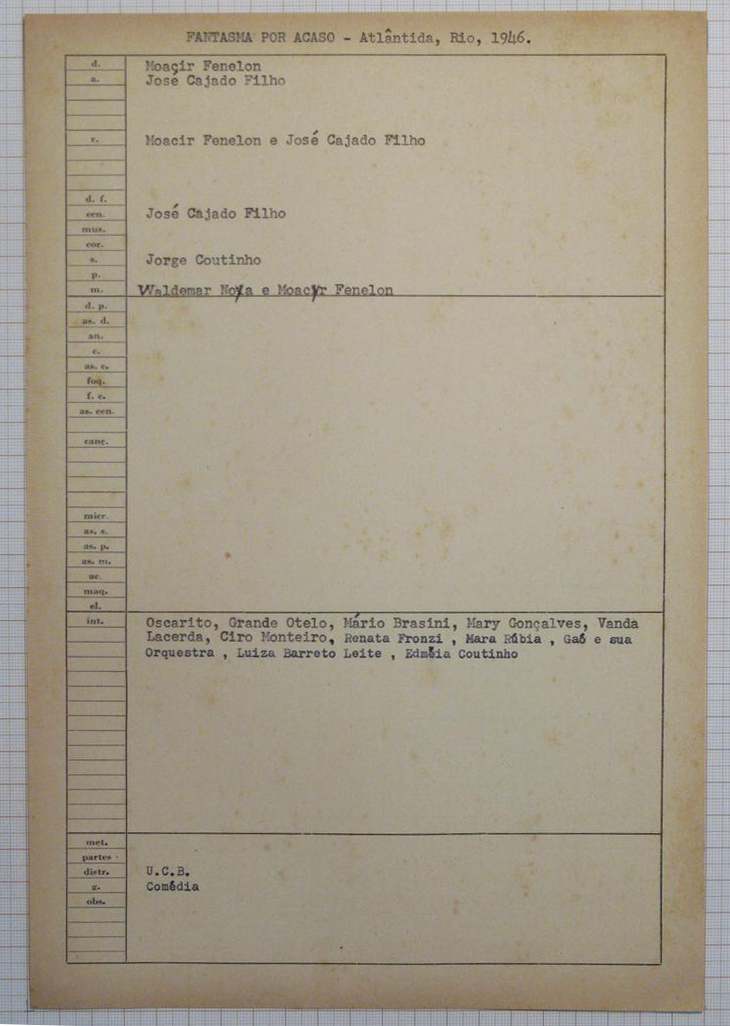 FANTASMA POR ACASO - Atlântida, Rio, 1946.
d. Moaçir Fenelon
a. José Cajado Filho
r. Moacir Fenelon e José Cajado Filho
d. f.
cen. José Cajado Filho
mus.
cor.
s. Jorge Coutinho
p.
m. Waldemar Noya e Moacyr Fenelon
d. p.
as. d.
an.
c.
as. c.
foq.
f. c.
as. cen.
canç.
micr.
as. s.
as. p.
as. m.
ac.
maq.
el.
int. Oscarito, Grande Otelo, Mário Brasini, Mary Gonçalves, Vanda
Lacerda, Ciro Monteiro, Renata Fronzi , Mara Rúbia , Gaó e sua
Orquestra , Luiza Barreto Leite , Edméia Coutinho
met.
partes
distr. U.C.B.
g. Comédia
obs.